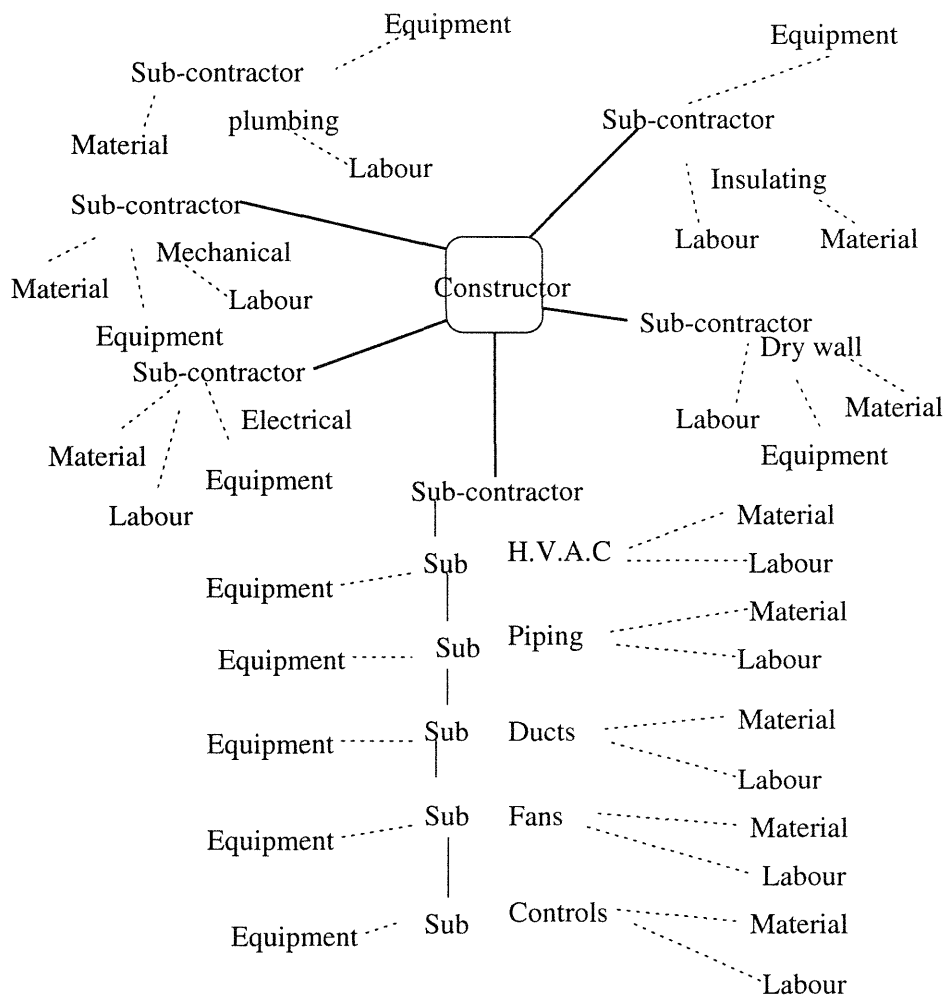 Equipment
Sub-contractor
plumbing
Material
Labour
Equipment
Sub-contractor
Insulating
Labour
Material
Sub-contractor
Mechanical
Material
Labour
Equipment
Constructor
Sub-contractor
Dry wall
Labour
Material
Equipment
Sub-contractor
Electrical
Material
Equipment
Labour
Sub-contractor
Sub
H.V.A.C
Material
Labour
Equipment
Sub
Piping
Material
Labour
Equipment
Sub
Ducts
Material
Labour
Equipment
Sub
Fans
Material
Labour
Equipment
Sub
Controls
Material
Labour
Equipment